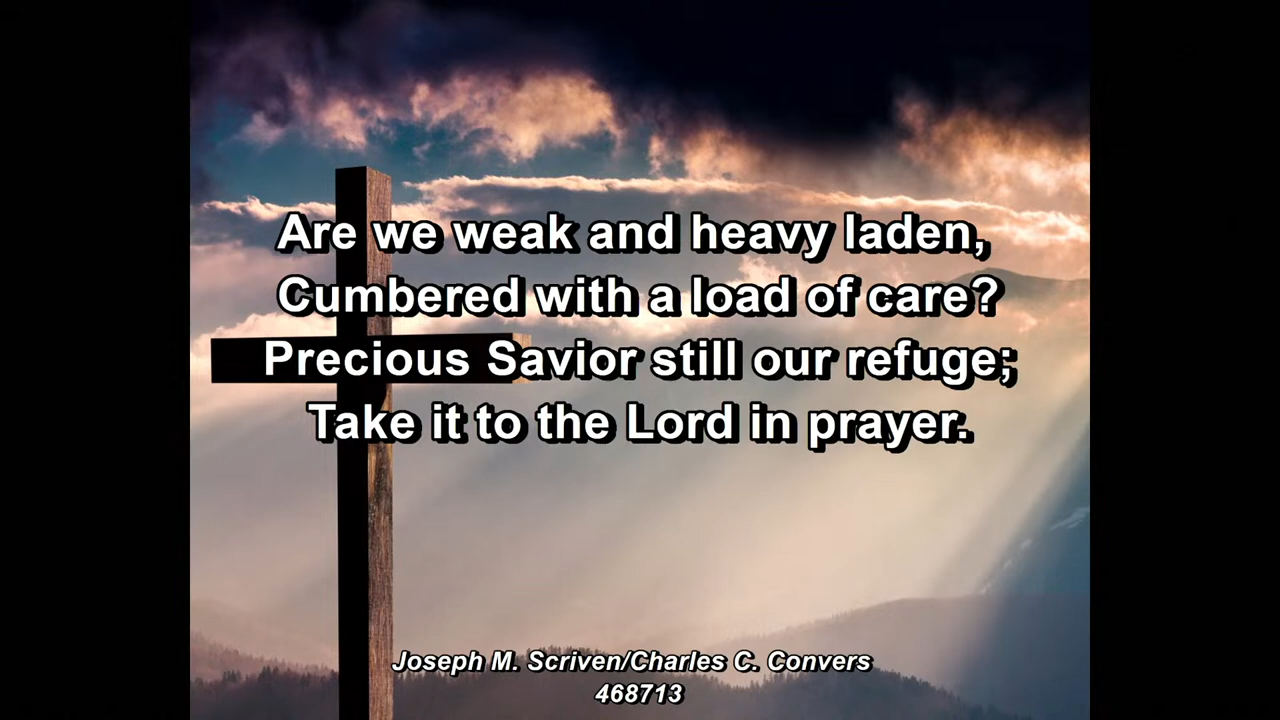 Are we weak and heavy laden,
Cumbered with a load of care?
Precious Savior still our refuge;
Take it to the Lord in prayer.
Joseph M. Scriven/Charles C. Convers
468713